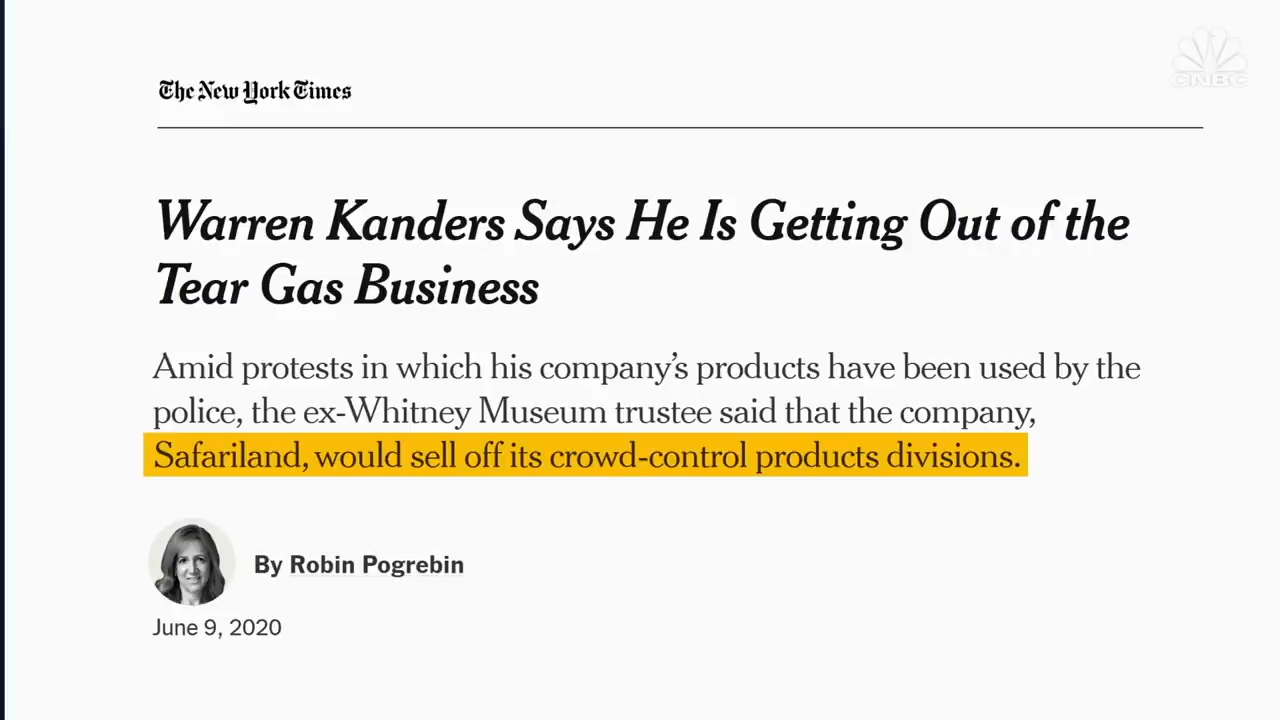 CNBC
The New York Times
Warren Kanders Says He Is Getting Out of the
Tear Gas Business
Amid protests in which his company’s products have been used by the
police, the ex-Whitney Museum trustee said that the company,
Safariland, would sell off its crowd-control products divisions.
By Robin Pogrebin
June 9, 2020